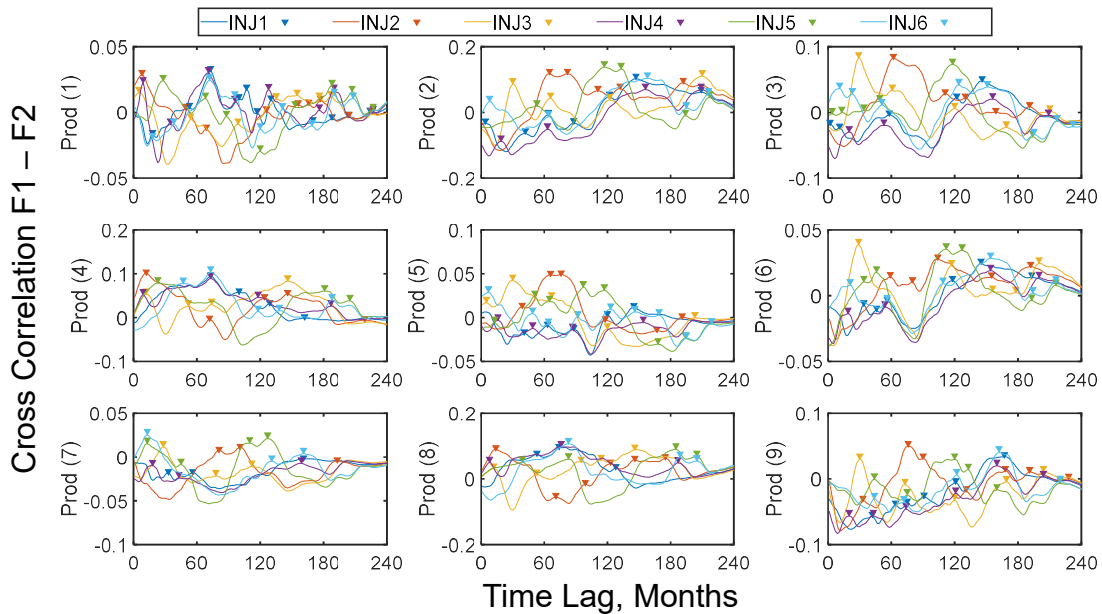 INJ1 INJ2 INJ3 INJ4 INJ5 INJ6
Cross Correlation F1 – F2
Prod (1)
0.05
0
-0.05
0 60 120 180 240
Prod (2)
0.2
0
-0.2
0 60 120 180 240
Prod (3)
0.1
0
-0.1
0 60 120 180 240
Prod (4)
0.2
0.1
0
-0.1
0 60 120 180 240
Prod (5)
0.1
0.05
0
-0.05
0 60 120 180 240
Prod (6)
0.05
0
-0.05
0 60 120 180 240
Prod (7)
0.05
0
-0.05
-0.1
0 60 120 180 240
Prod (8)
0.2
0
-0.2
0 60 120 180 240
Prod (9)
0.1
0
-0.1
0 60 120 180 240
Time Lag, Months